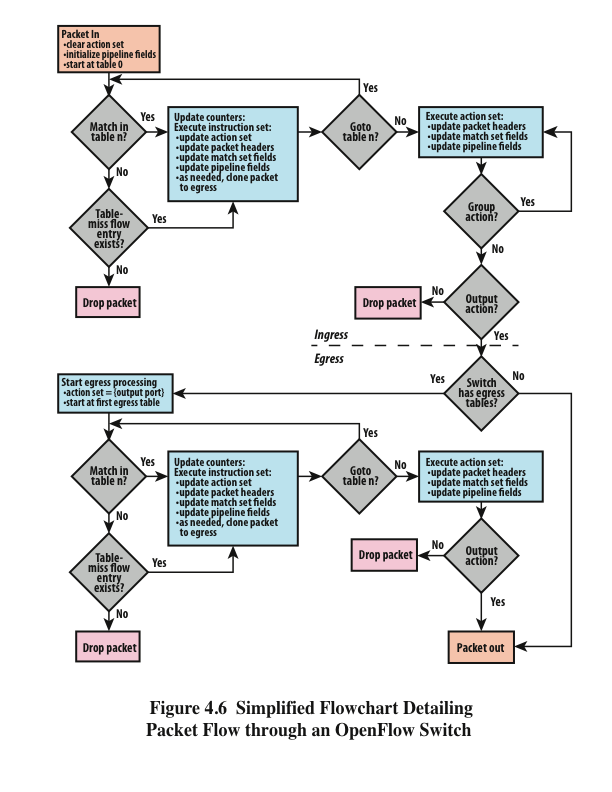 Packet In
•clear action set
•initialize pipeline fields
•start at table 0
Yes
Match in
table n?
Yes
Update counters:
Execute instruction set:
•update action set
•update packet headers
•update match set fields
•update pipeline fields
•as needed, clone packet
to egress
Goto
table n?
No
Execute action set:
•update packet headers
•update match set fields
•update pipeline fields
No
Table-
miss flow
entry
exists?
Yes
Group
action?
Yes
No
No
Drop packet
Drop packet
No
Output
action?
Yes
Ingress
Egress
Start egress processing
•action set = {output port}
•start at first egress table
Yes
Switch
has egress
tables?
No
Yes
Match in
table n?
Yes
Update counters:
Execute instruction set:
•update action set
•update packet headers
•update match set fields
•update pipeline fields
•as needed, clone packet
to egress
Goto
table n?
No
Execute action set:
•update packet headers
•update match set fields
•update pipeline fields
No
Table-
miss flow
entry
exists?
Yes
Drop packet
No
Output
action?
Yes
No
Drop packet
Packet out
Figure 4.6 Simplified Flowchart Detailing
Packet Flow through an OpenFlow Switch